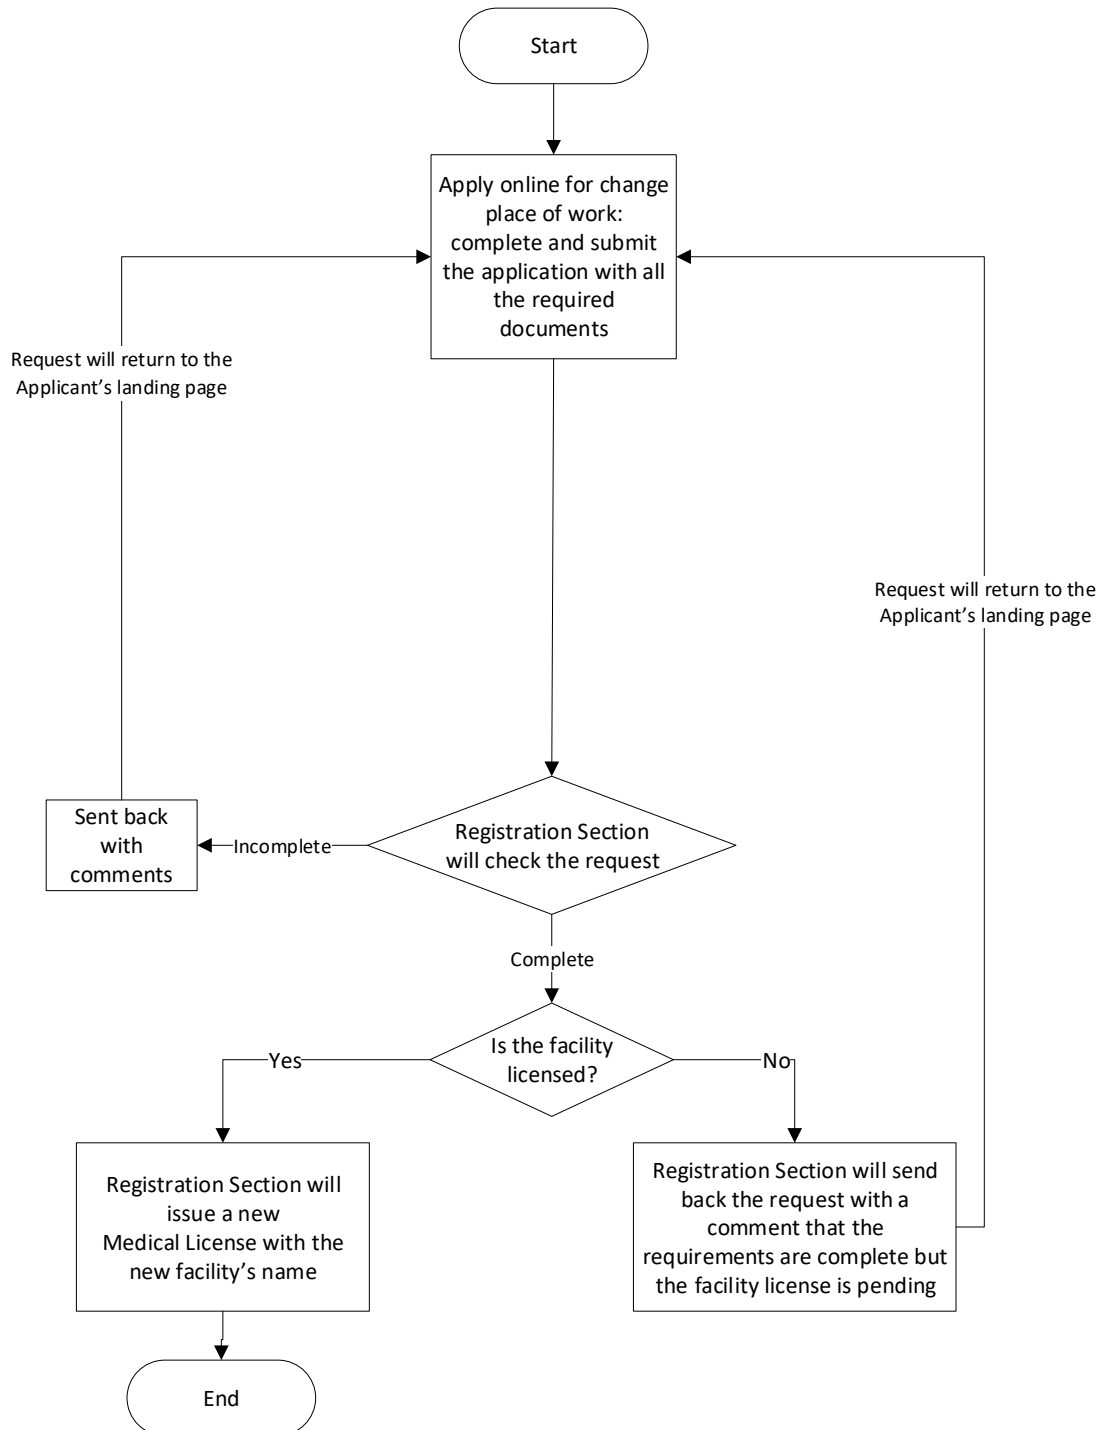 Start
Apply online for change
place of work:
complete and submit
the application with all
the required
documents
Request will return to the
Applicant’s landing page
Request will return to the
Applicant’s landing page
Sent back
with
comments
Incomplete
Registration Section
will check the request
Complete
Is the facility
licensed?
Yes
No
Registration Section will
issue a new
Medical License with the
new facility’s name
Registration Section will send
back the request with a
comment that the
requirements are complete but
the facility license is pending
End